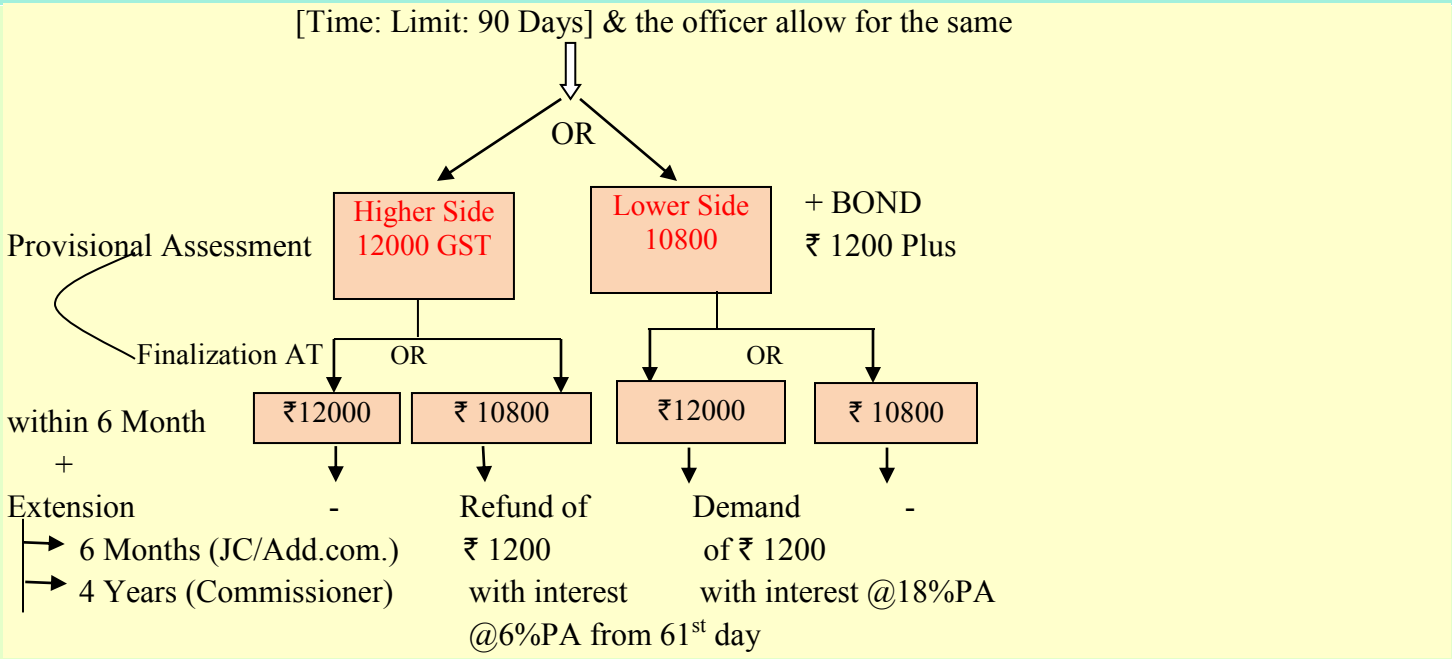 [Time: Limit: 90 Days] & the officer allow for the same
OR
Higher Side
12000 GST
Lower Side
10800
+ BOND
₹ 1200 Plus
Provisional Assessment
Finalization AT
OR
OR
within 6 Month
₹12000
₹ 10800
₹12000
₹ 10800
+
Extension
6 Months (JC/Add.com.)
4 Years (Commissioner)
-
Refund of
₹ 1200
with interest
@6%PA from 61st day
Demand
of ₹ 1200
with interest @18%PA
-